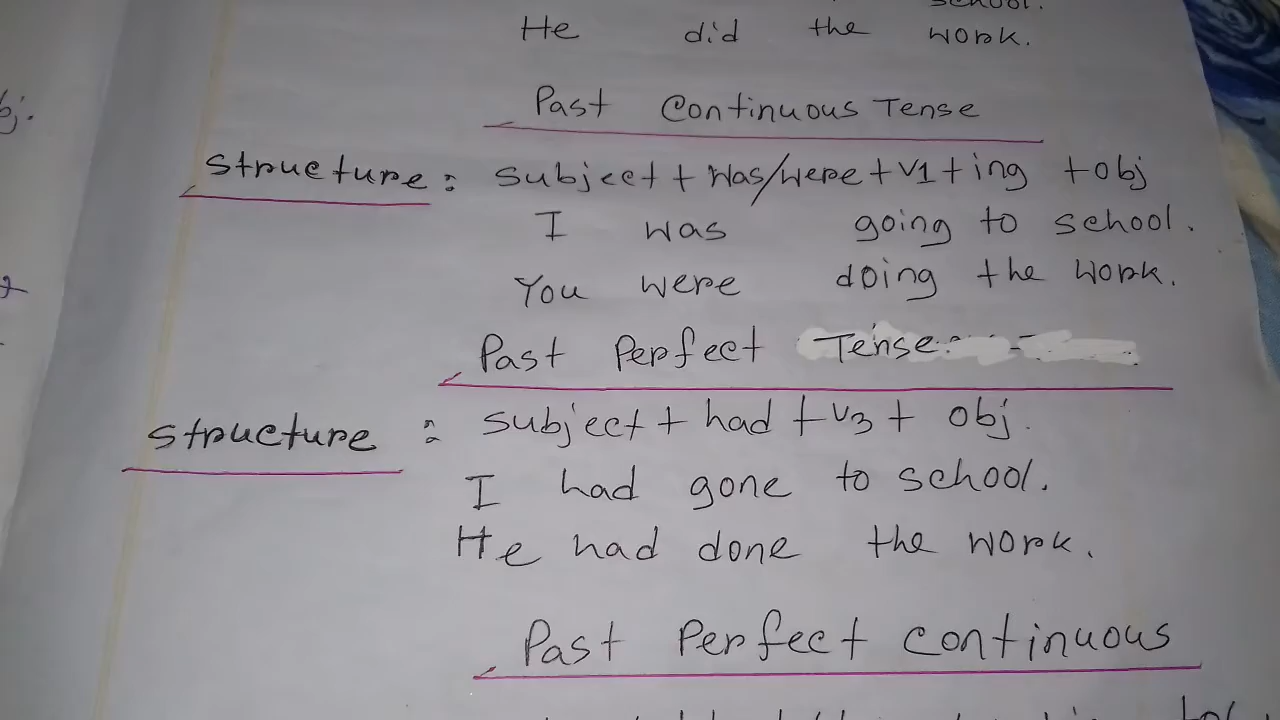 school.
He did the work.
bj.
Past Continuous Tense
structure: subject + was/were + v1 + ing + obj
I was going to school.
You were doing the work.
Past Perfect Tense.
structure : subject + had + v3 + obj.
I had gone to school.
He had done the work.
Past Perfect continuous